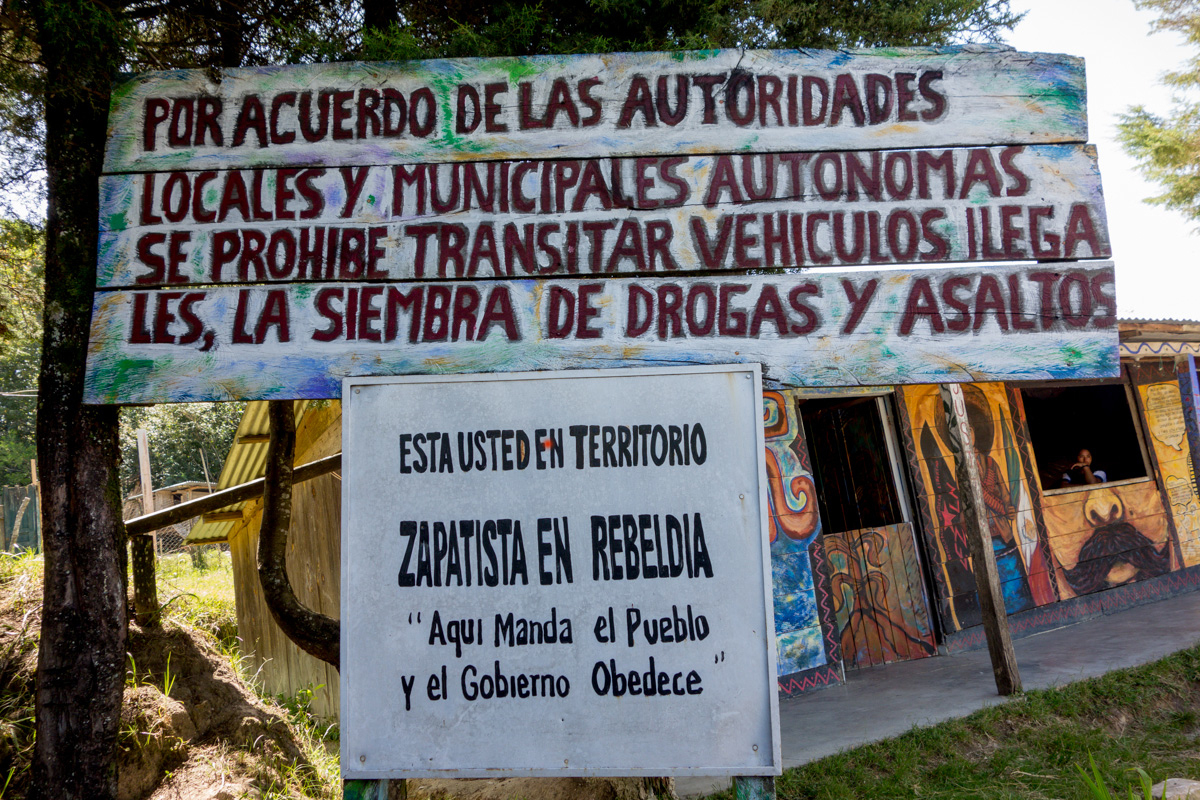 POR ACUERDO DE LAS AUTORIDADES
LOCALES Y MUNICIPALES AUTONOMAS
SE PROHIBE TRANSITAR VEHICULOS ILEGA
LES, LA SIEMBRA DE DROGAS Y ASALTOS
ESTA USTED EN TERRITORIO
ZAPATISTA EN REBELDIA
“AQUI MANDA el PUEBLO
y el GOBIERNO OBEDECE”